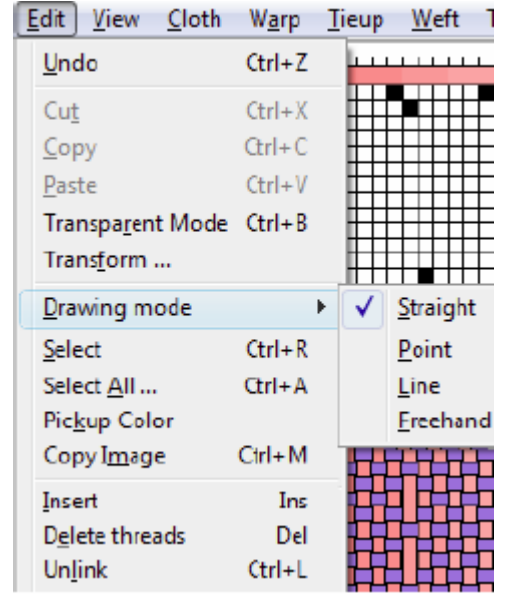 Edit View Cloth Warp Tieup Weft
Undo Ctrl+Z
Cut Ctrl+X
Copy Ctrl+C
Paste Ctrl+V
Transparent Mode Ctrl+B
Transform ...
Drawing mode
Straight
Select Ctrl+R
Point
Select All ... Ctrl+A
Line
Pickup Color
Freehand
Copy Image Ctrl+M
Insert Ins
Delete threads Del
Unlink Ctrl+L